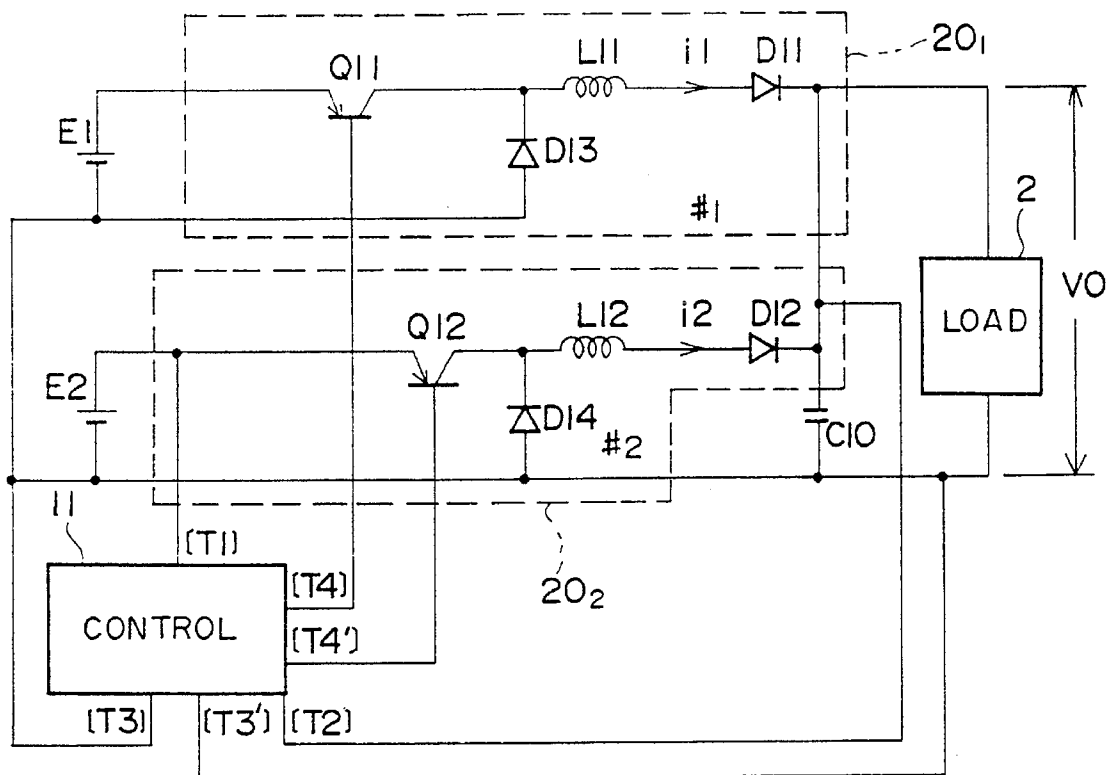 20₁
Q11
L11
i1
D11
E1
D13
#1
2
LOAD
VO
Q12
L12
i2
D12
E2
D14
#2
C10
11
(T1)
(T4)
20₂
CONTROL
(T4')
(T3)
(T3')
(T2)